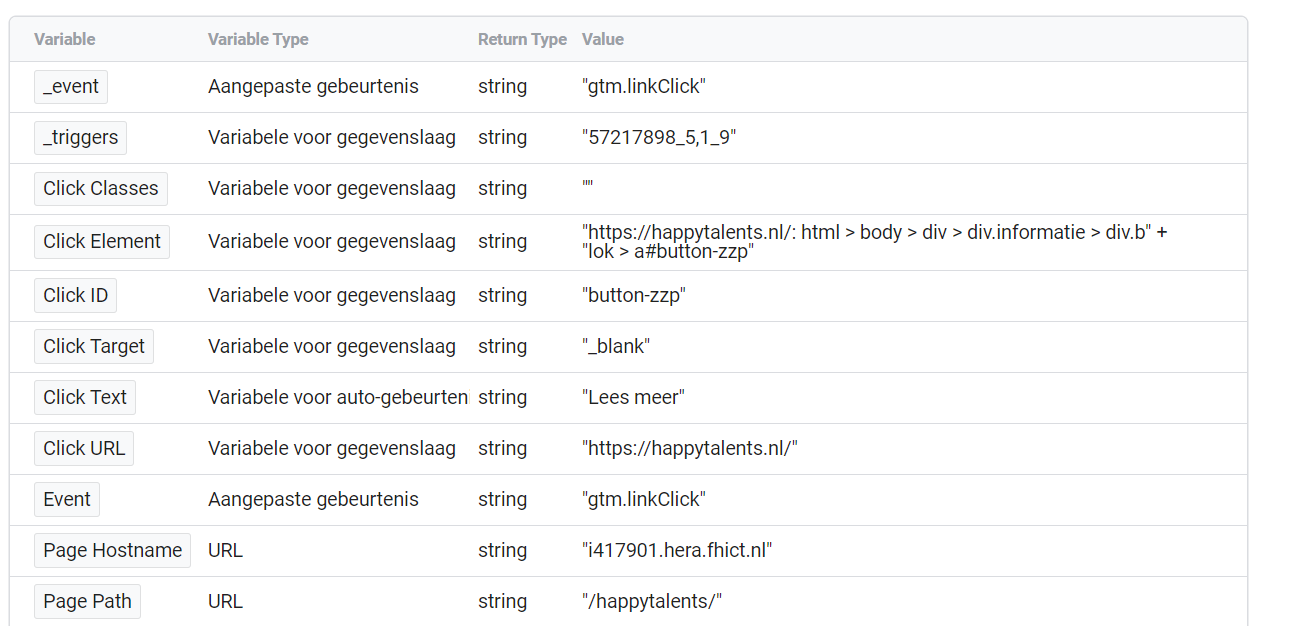 Variable Variable Type Return Type Value
_event Aangepaste gebeurtenis string "gtm.linkClick"
_triggers Variabele voor gegevenslaag string "57217898_5,1_9"
Click Classes Variabele voor gegevenslaag string ""
Click Element Variabele voor gegevenslaag string "https://happytalents.nl/: html > body > div > div.informatie > div.b" +
"lok > a#button-zzp"
Click ID Variabele voor gegevenslaag string "button-zzp"
Click Target Variabele voor gegevenslaag string "_blank"
Click Text Variabele voor auto-gebeurten string "Lees meer"
Click URL Variabele voor gegevenslaag string "https://happytalents.nl/"
Event Aangepaste gebeurtenis string "gtm.linkClick"
Page Hostname URL string "i417901.hera.fhict.nl"
Page Path URL string "/happytalents/"